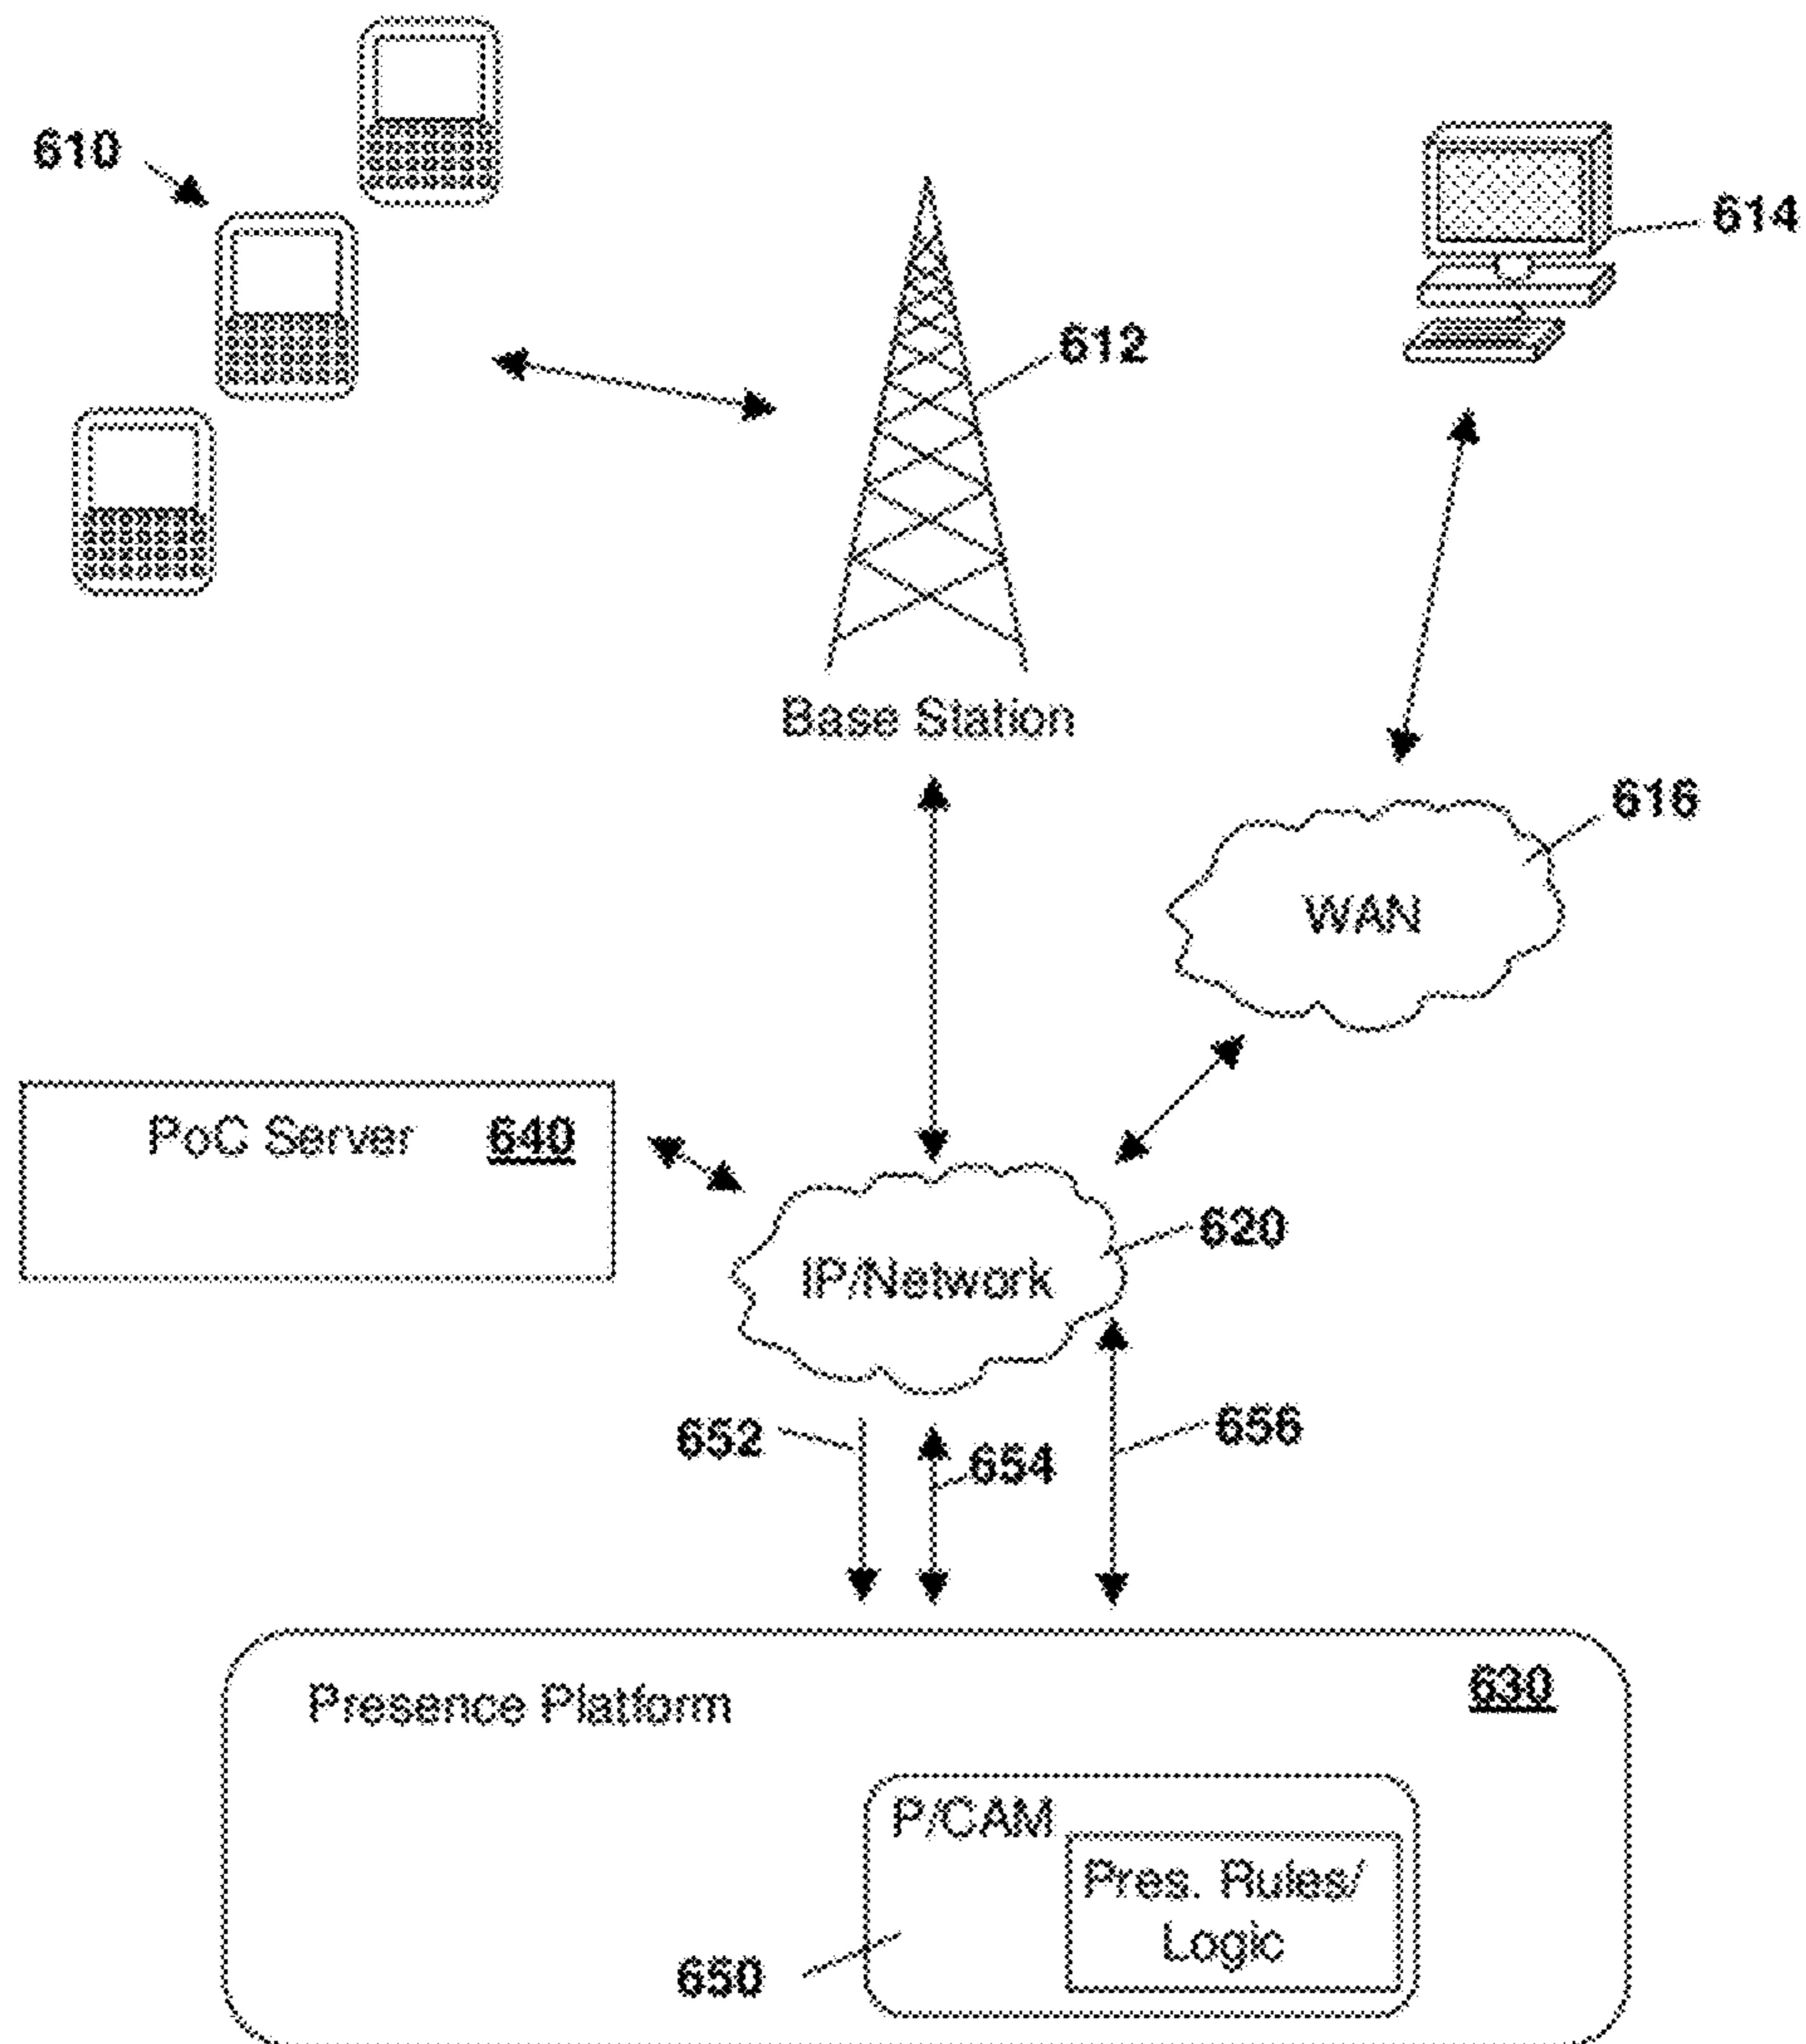 610
614
612
Base Station
616
WAN
PoC Server 640
620
IP/Network
652
654
656
Presence Platform 630
P/CAM
Pres. Rules/
Logic
650